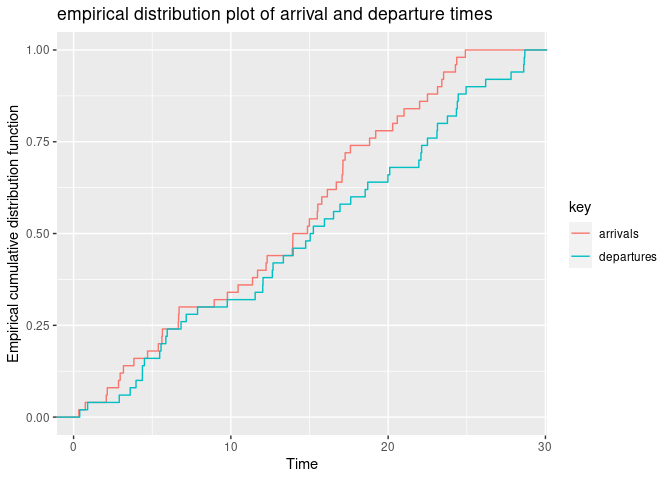 empirical distribution plot of arrival and departure times
Empirical cumulative distribution function
1.00
0.75
0.50
0.25
0.00
0
10
20
30
Time
key
arrivals
departures